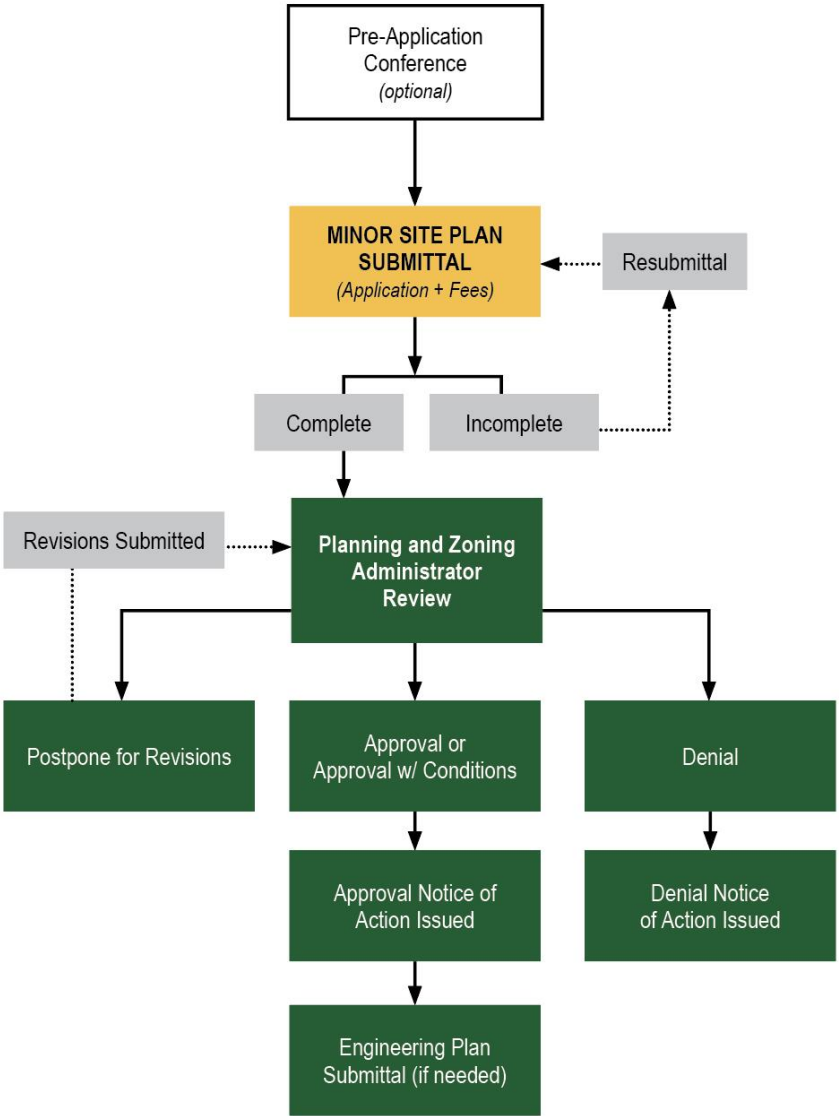 Pre-Application
Conference
(optional)
MINOR SITE PLAN
SUBMITTAL
(Application + Fees)
Resubmittal
Complete
Incomplete
Revisions Submitted
Planning and Zoning
Administrator
Review
Postpone for Revisions
Approval or
Approval w/ Conditions
Denial
Approval Notice of
Action Issued
Denial Notice
of Action Issued
Engineering Plan
Submittal (if needed)